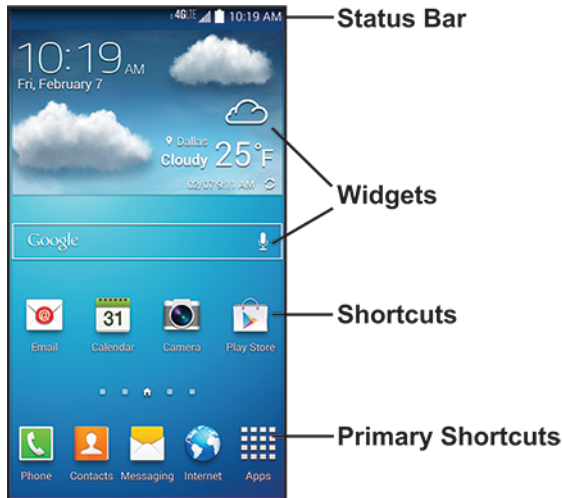 4G LTE 10:19 AM
Status Bar
10:19 AM
Fri, February 7
Dallas
Cloudy 25°F
02/07 9:11 AM
Widgets
Google
31
@
Email Calendar Camera Play Store
Shortcuts
Phone Contacts Messaging Internet Apps
Primary Shortcuts